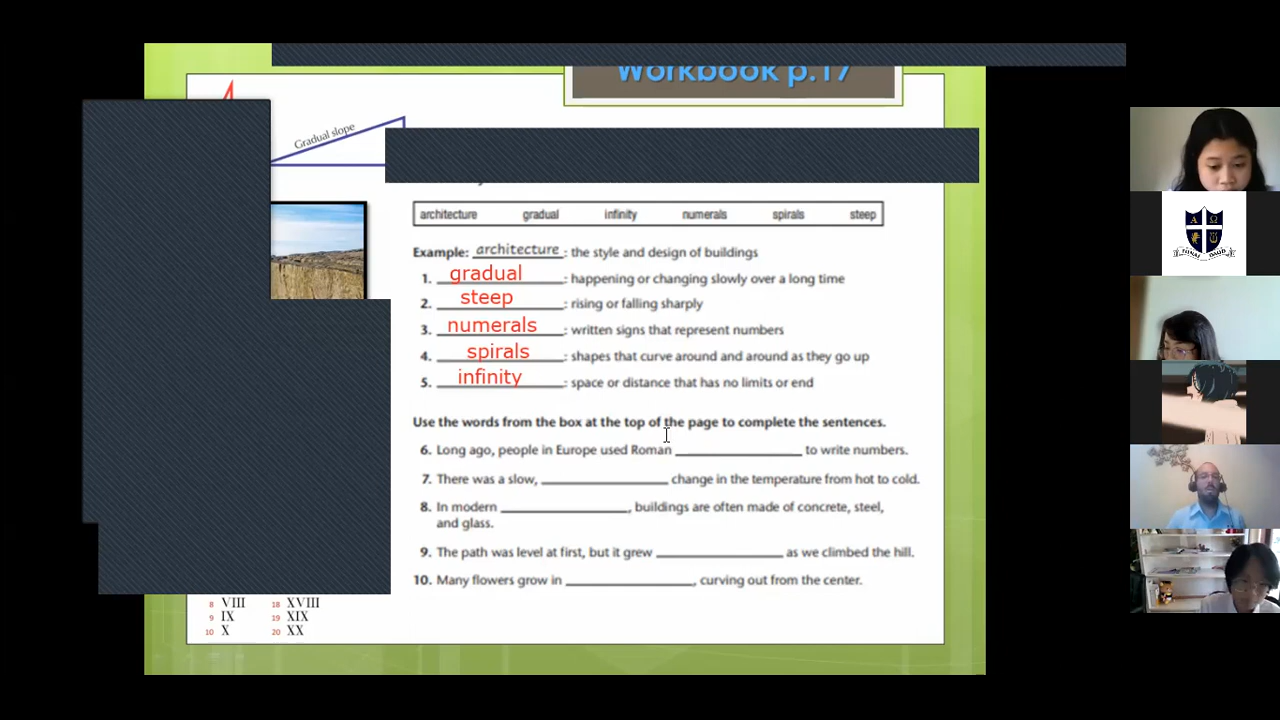 Workbook p.17
Gradual slope
architecture gradual infinity numerals spirals steep
Example: architecture : the style and design of buildings
1. gradual : happening or changing slowly over a long time
2. steep : rising or falling sharply
3. numerals : written signs that represent numbers
4. spirals : shapes that curve around and around as they go up
5. infinity : space or distance that has no limits or end
Use the words from the box at the top of the page to complete the sentences.
6. Long ago, people in Europe used Roman ____________ to write numbers.
7. There was a slow, ____________ change in the temperature from hot to cold.
8. In modern ____________, buildings are often made of concrete, steel,
and glass.
9. The path was level at first, but it grew ____________ as we climbed the hill.
10. Many flowers grow in ____________, curving out from the center.
8 VIII 18 XVIII
9 IX 19 XIX
10 X 20 XX
Α Ω